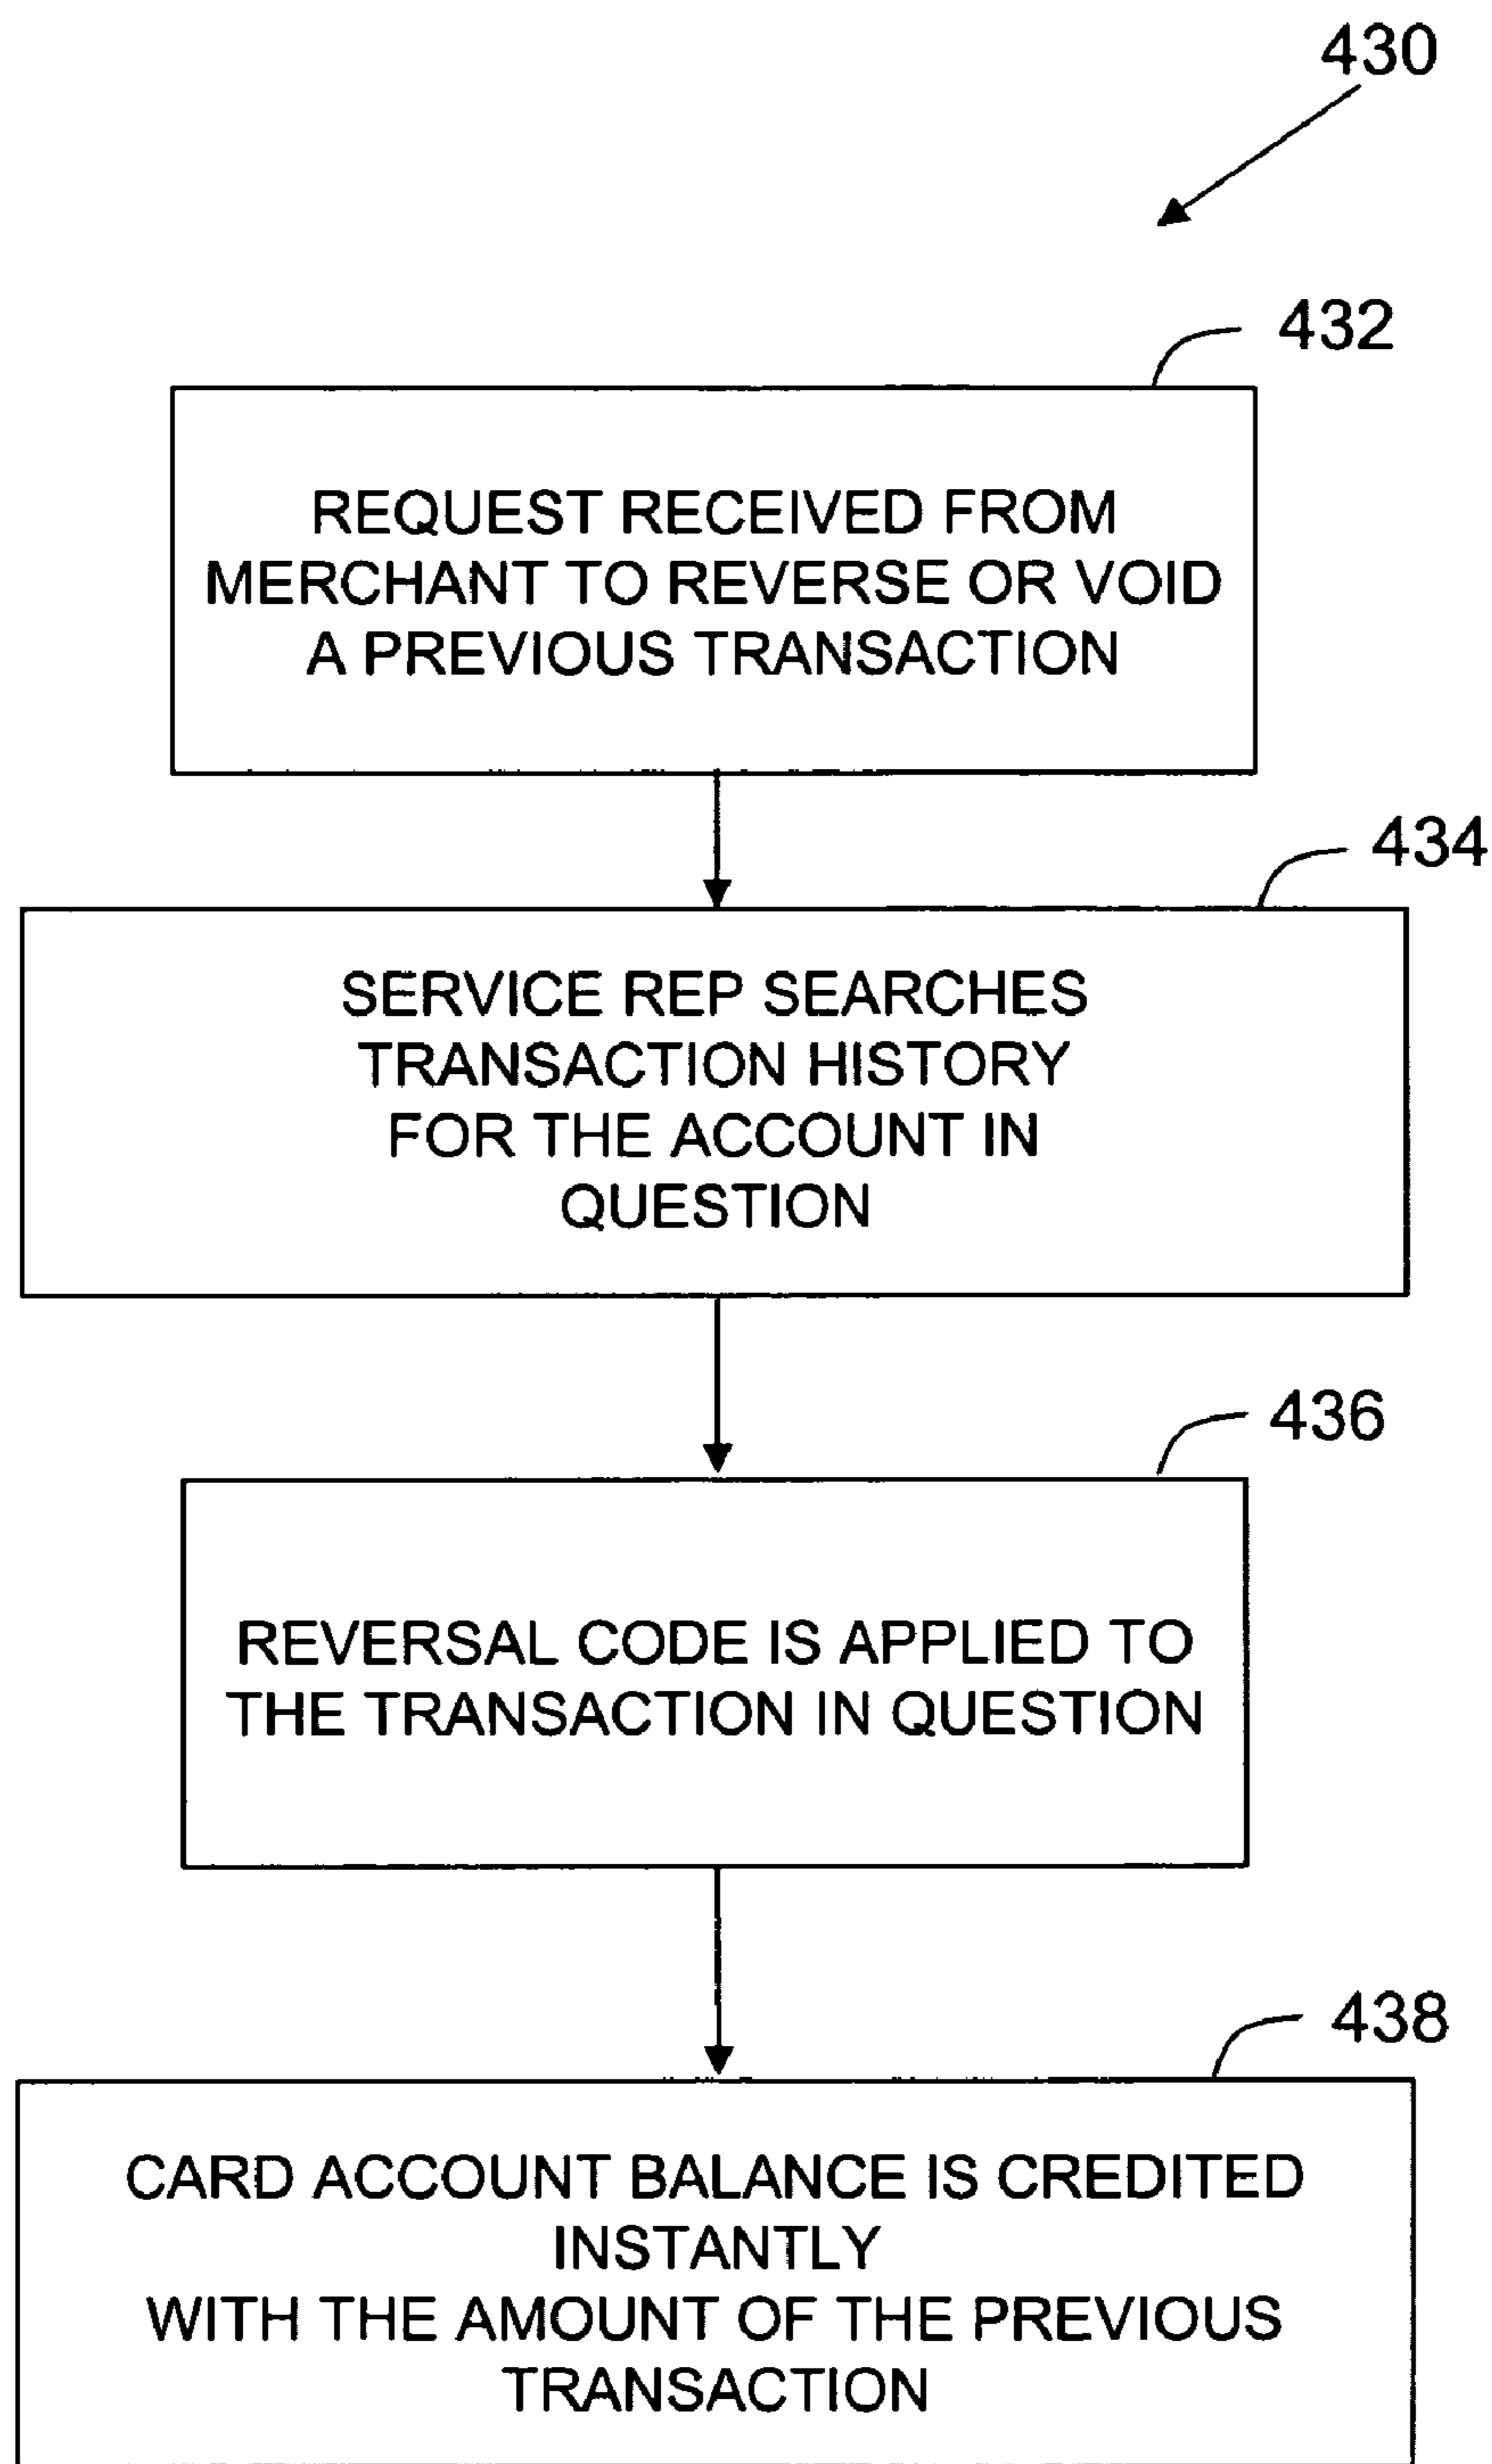 430
432
REQUEST RECEIVED FROM
MERCHANT TO REVERSE OR VOID
A PREVIOUS TRANSACTION
434
SERVICE REP SEARCHES
TRANSACTION HISTORY
FOR THE ACCOUNT IN
QUESTION
436
REVERSAL CODE IS APPLIED TO
THE TRANSACTION IN QUESTION
438
CARD ACCOUNT BALANCE IS CREDITED
INSTANTLY
WITH THE AMOUNT OF THE PREVIOUS
TRANSACTION